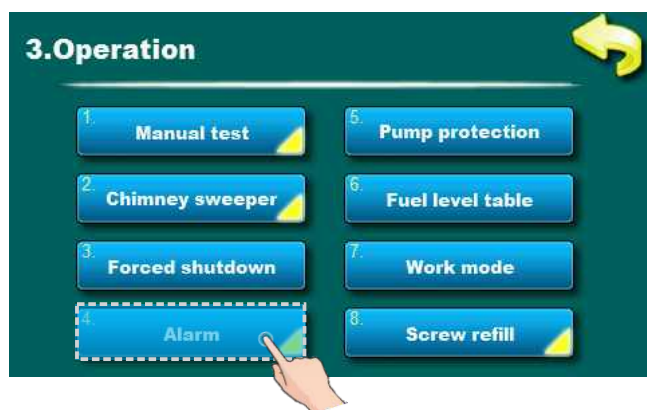 3.Operation
1.
Manual test
2.
Chimney sweeper
3.
Forced shutdown
4.
Alarm
5.
Pump protection
6.
Fuel level table
7.
Work mode
8.
Screw refill